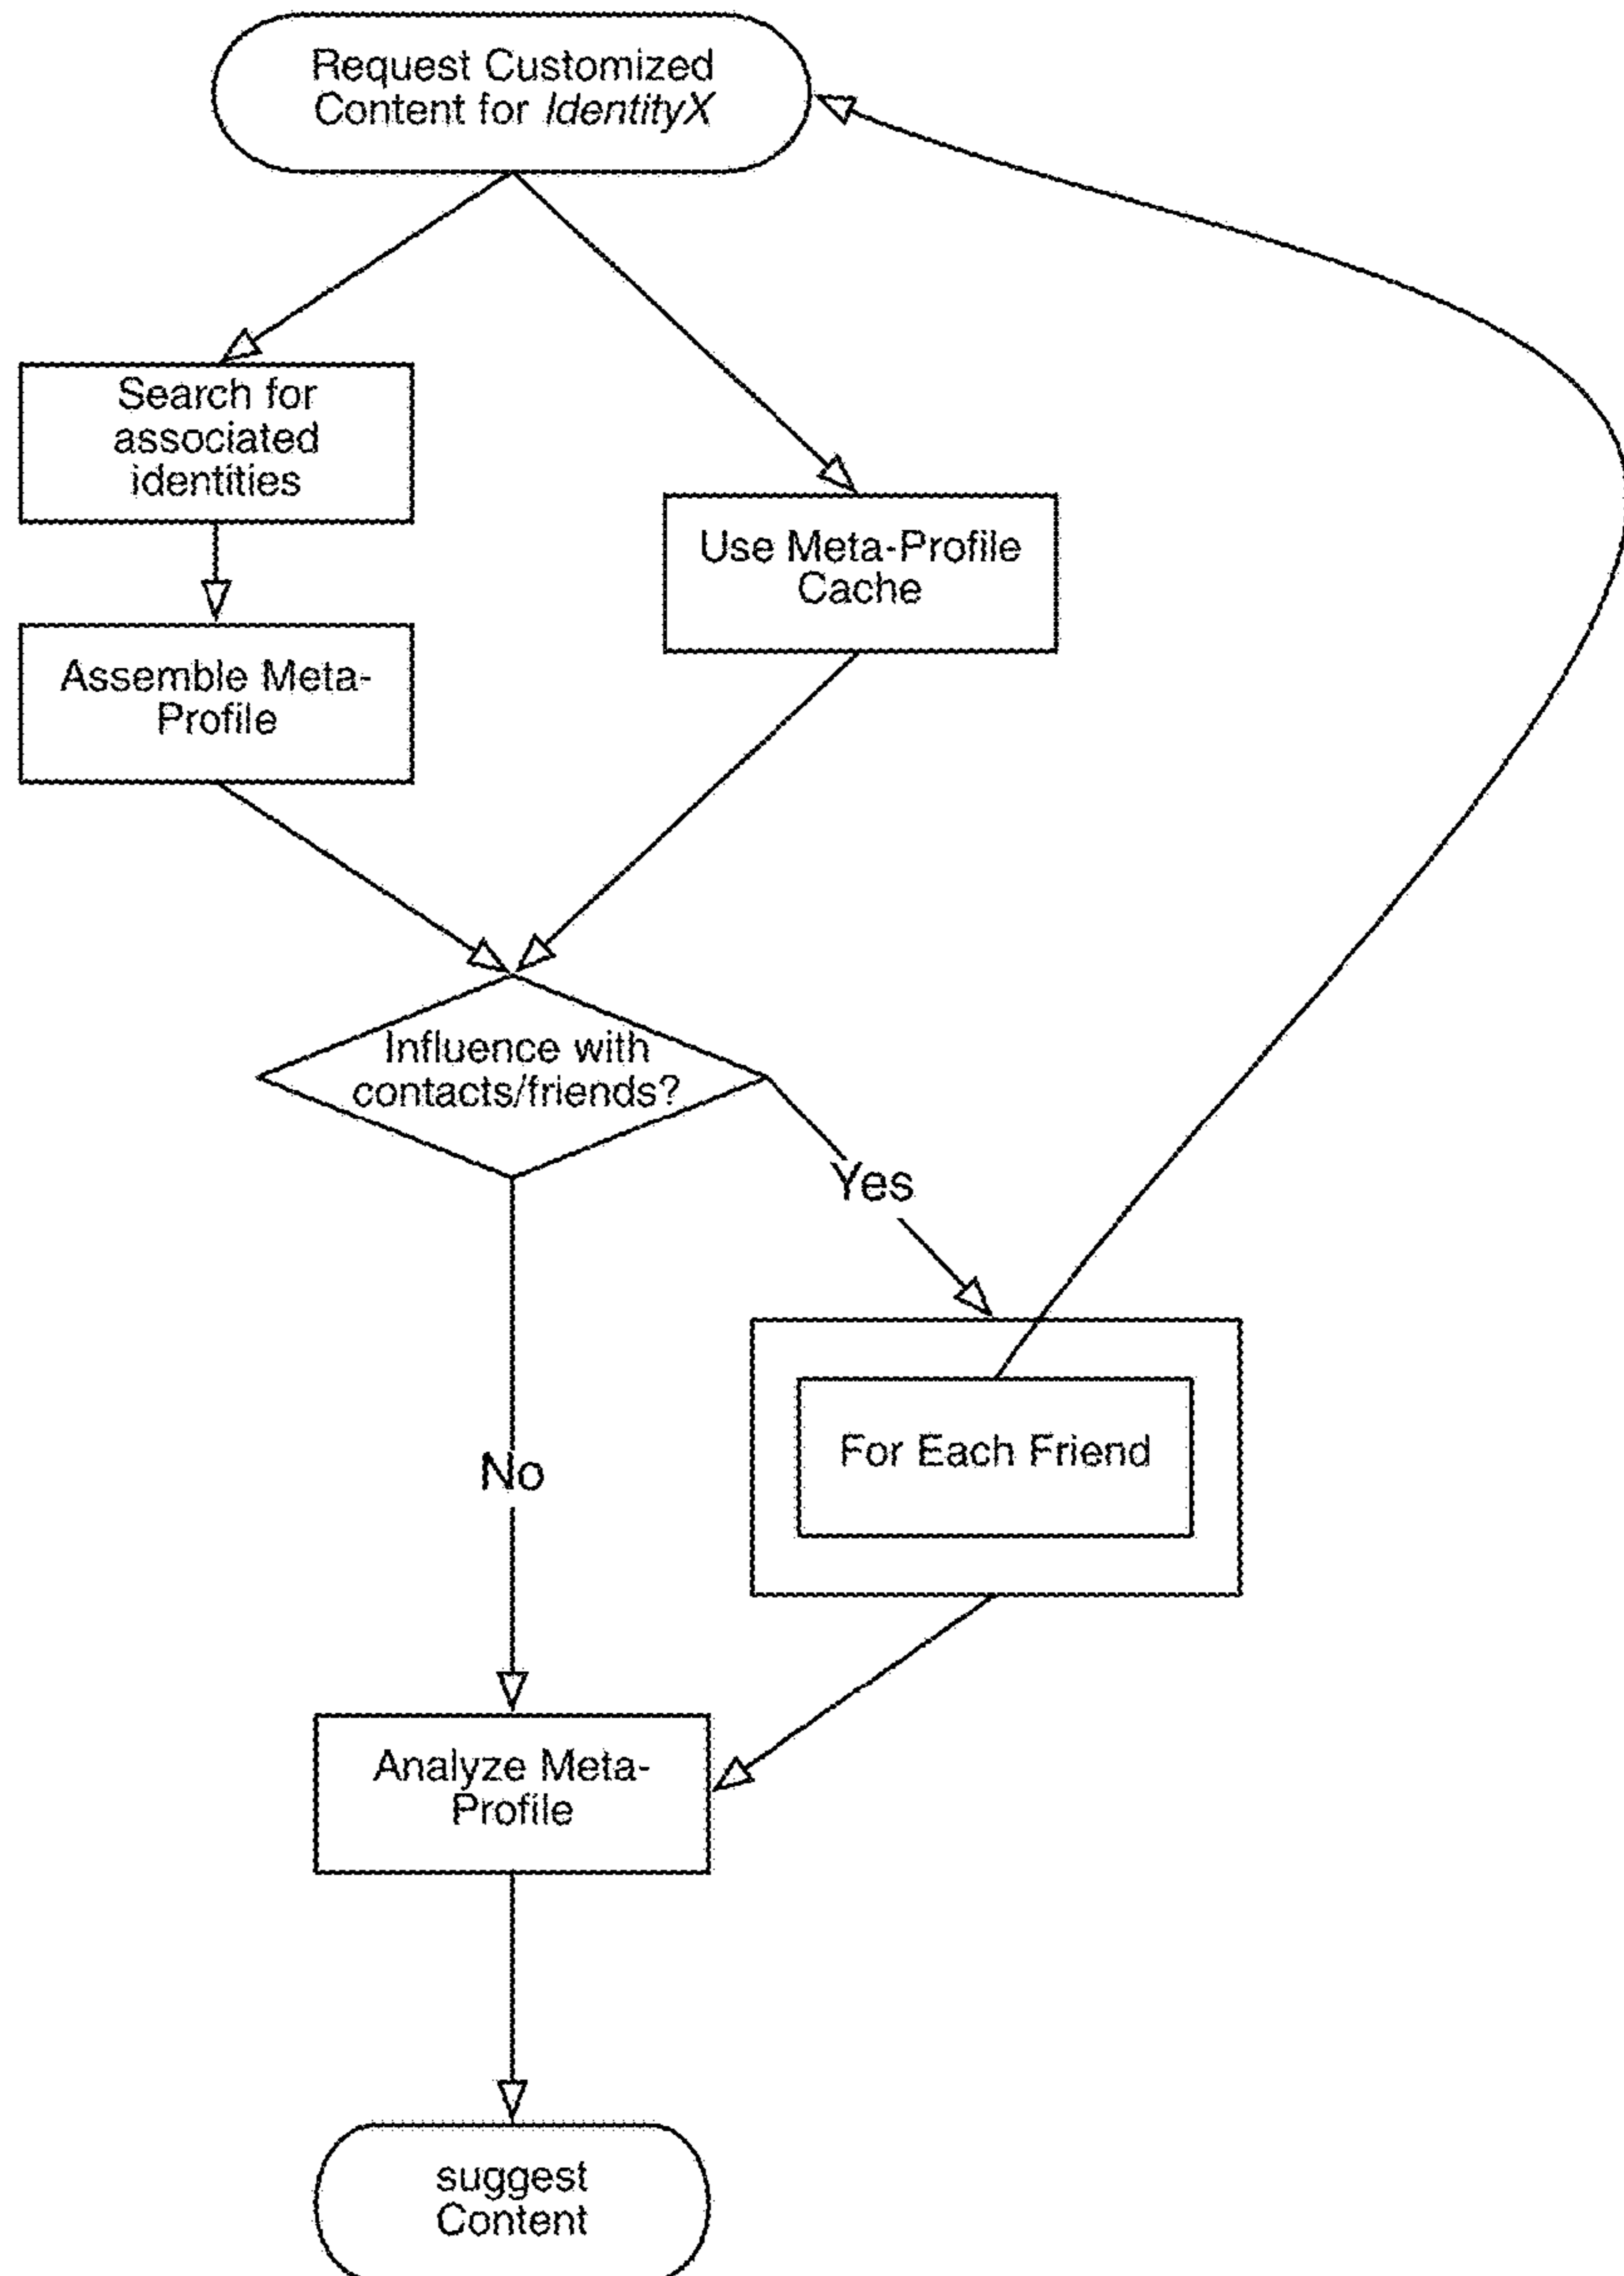 Request Customized
Content for IdentityX
Search for
associated
identities
Use Meta-Profile
Cache
Assemble Meta-
Profile
Influence with
contacts/friends?
Yes
For Each Friend
No
Analyze Meta-
Profile
suggest
Content